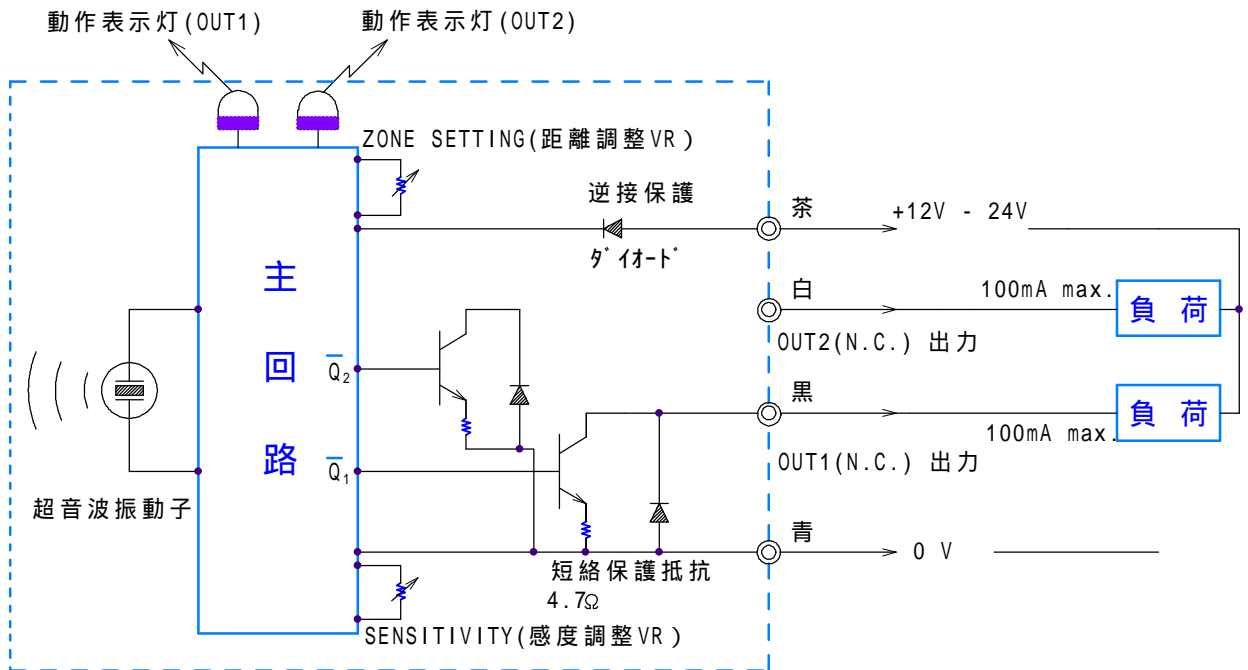 動作表示灯(OUT1)
動作表示灯(OUT2)
ZONE SETTING(距離調整VR)
逆接保護
ﾀﾞｲｵｰﾄﾞ
茶
+12V - 24V
白
100mA max.
負荷
OUT2(N.C.) 出力
主
回
路
Q̅₂
黒
負荷
100mA max.
OUT1(N.C.) 出力
Q̅₁
超音波振動子
青
0 V
短絡保護抵抗
4.7Ω
SENSITIVITY(感度調整VR)